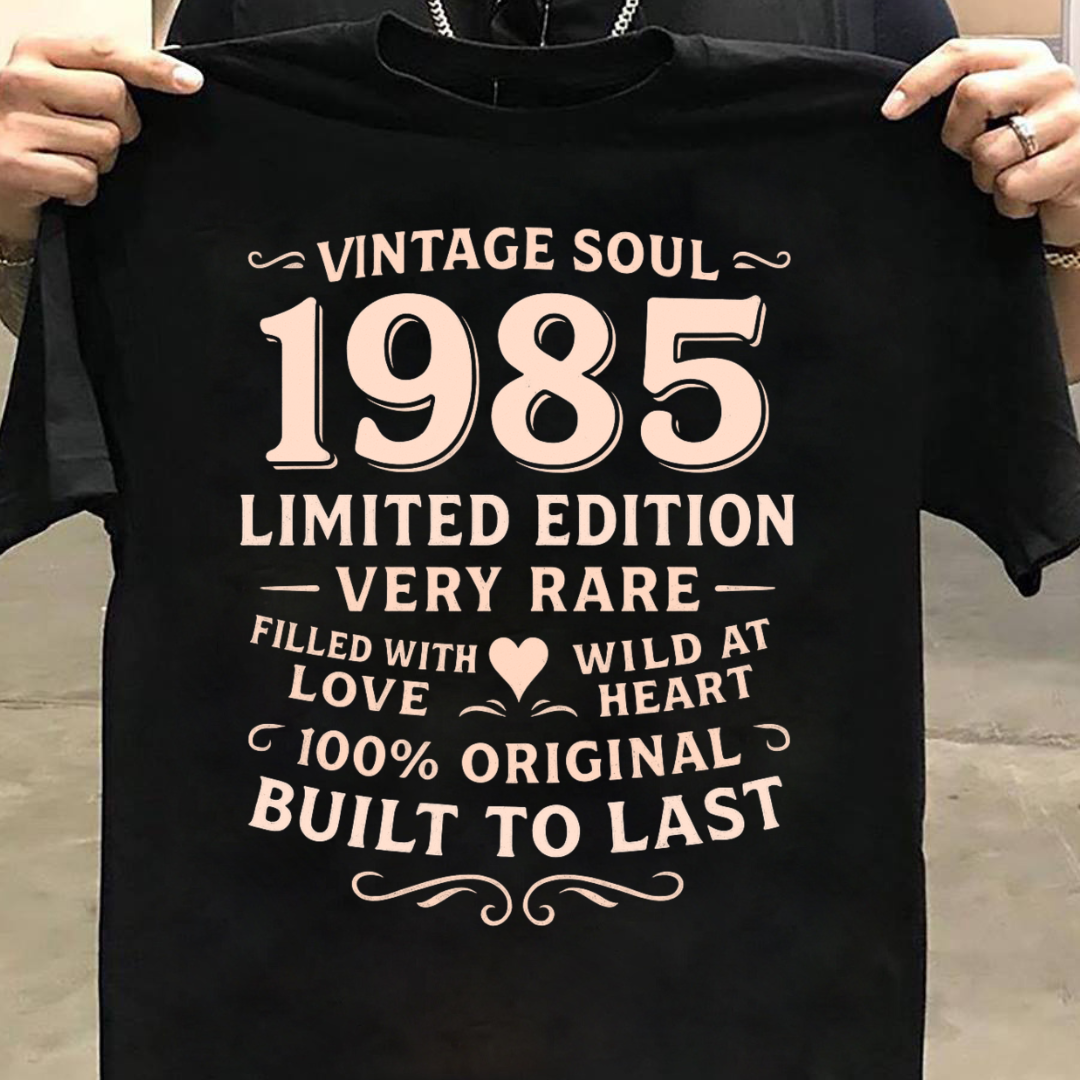 VINTAGE SOUL
1985
LIMITED EDITION
VERY RARE
FILLED WITH LOVE
WILD AT HEART
100% ORIGINAL
BUILT TO LAST